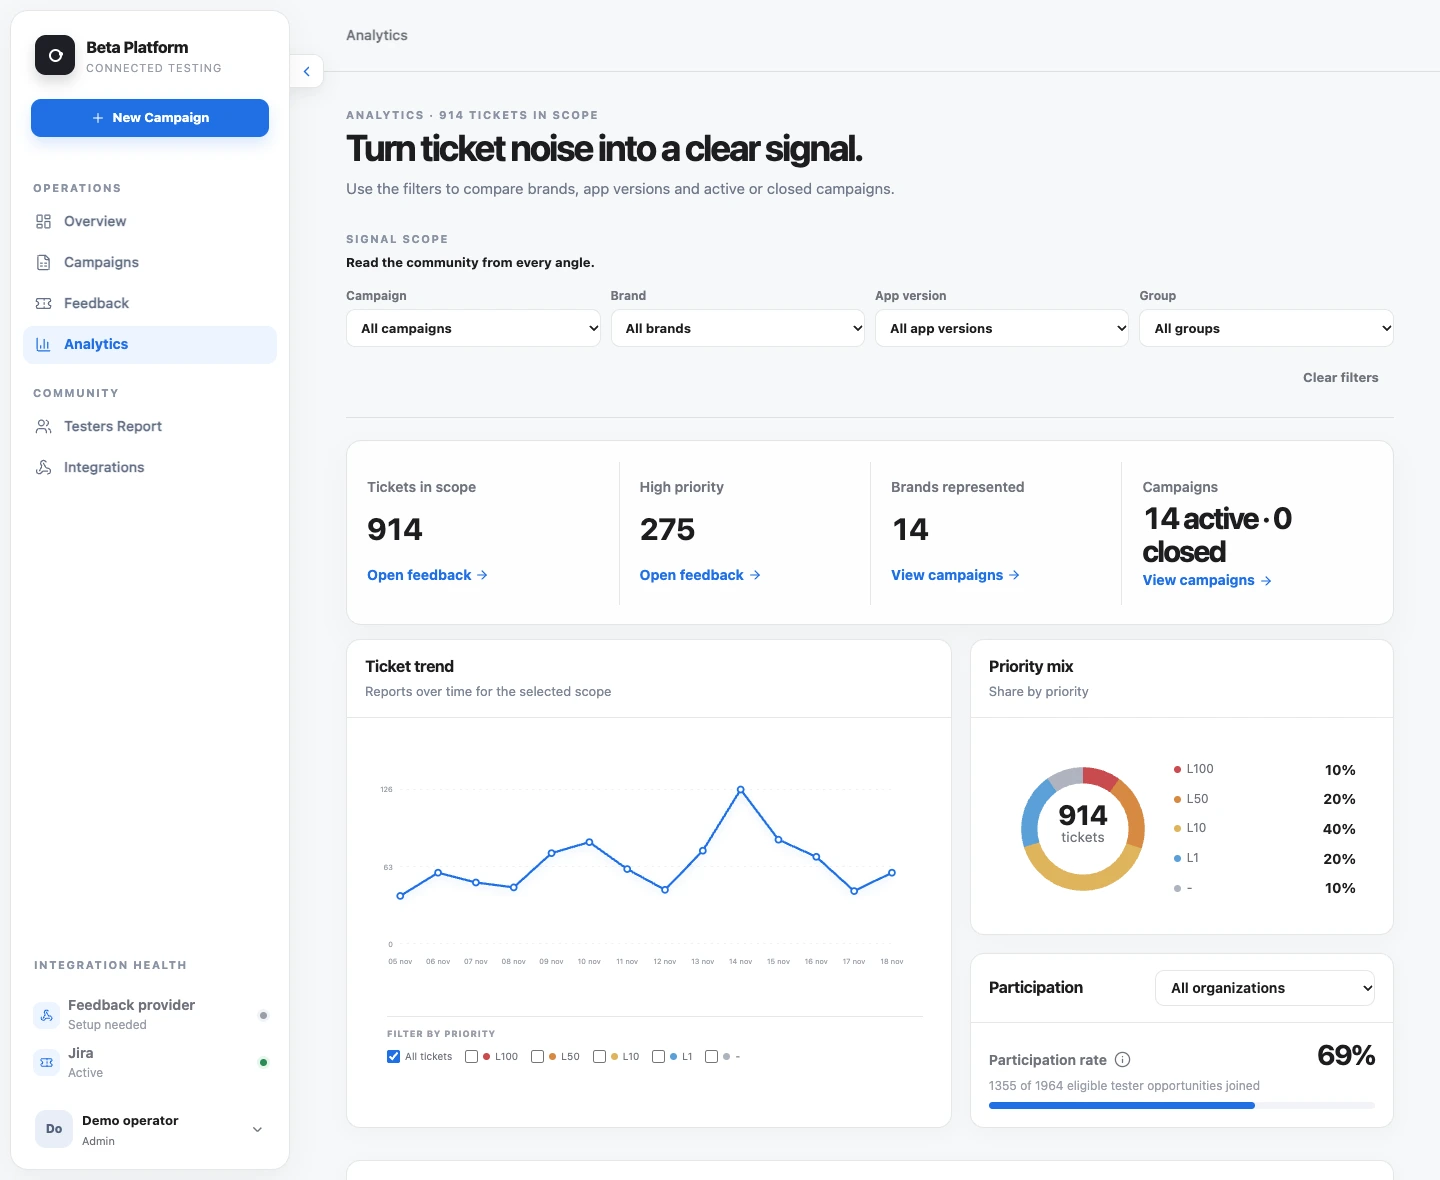 Beta Platform
CONNECTED TESTING
New Campaign
OPERATIONS
Overview
Campaigns
Feedback
Analytics
COMMUNITY
Testers Report
Integrations
INTEGRATION HEALTH
Feedback provider
Setup needed
Jira
Active
Do
Demo operator
Admin
Analytics
ANALYTICS · 914 TICKETS IN SCOPE
Turn ticket noise into a clear signal.
Use the filters to compare brands, app versions and active or closed campaigns.
SIGNAL SCOPE
Read the community from every angle.
Campaign Brand App version Group
All campaigns All brands All app versions All groups
Clear filters
Tickets in scope
914
Open feedback →
High priority
275
Open feedback →
Brands represented
14
View campaigns →
Campaigns
14 active · 0
closed
View campaigns →
Ticket trend
Reports over time for the selected scope
126
63
0
05 nov 06 nov 07 nov 08 nov 09 nov 10 nov 11 nov 12 nov 13 nov 14 nov 15 nov 16 nov 17 nov 18 nov
FILTER BY PRIORITY
All tickets L100 L50 L10 L1 -
Priority mix
Share by priority
914
tickets
L100 10%
L50 20%
L10 40%
L1 20%
- 10%
Participation
All organizations
Participation rate 69%
1355 of 1964 eligible tester opportunities joined